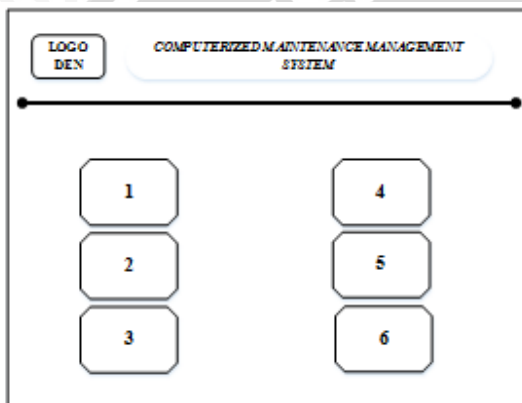 LOGO
DEN
COMPUTERIZED MAINTENANCE MANAGEMENT
SYSTEM
1
4
2
5
3
6